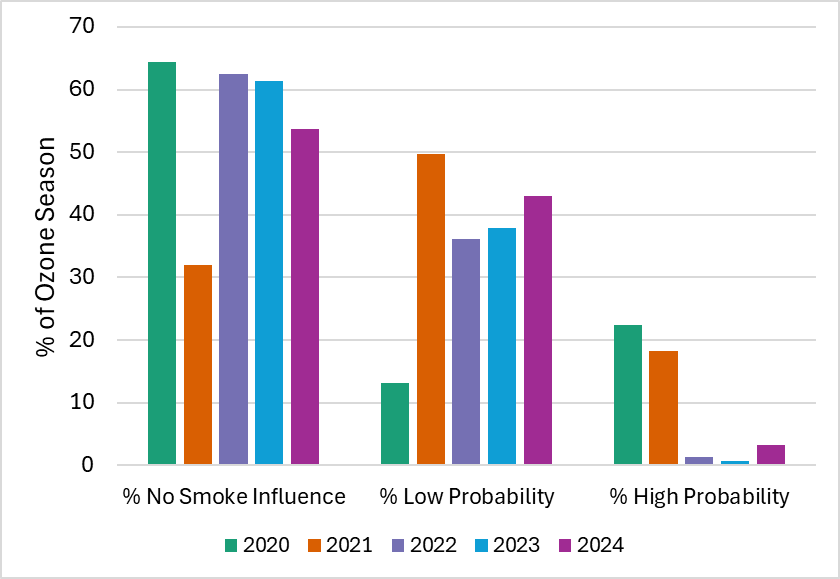 70
60
50
40
30
20
10
0
% of Ozone Season
% No Smoke Influence % Low Probability % High Probability
2020 2021 2022 2023 2024